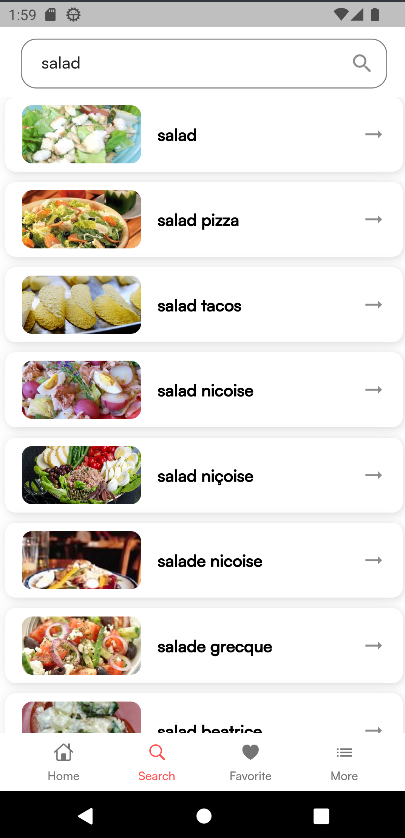 1:59
salad
salad
salad pizza
salad tacos
salad nicoise
salad niçoise
salade nicoise
salade grecque
salad beatrice
Home
Search
Favorite
More